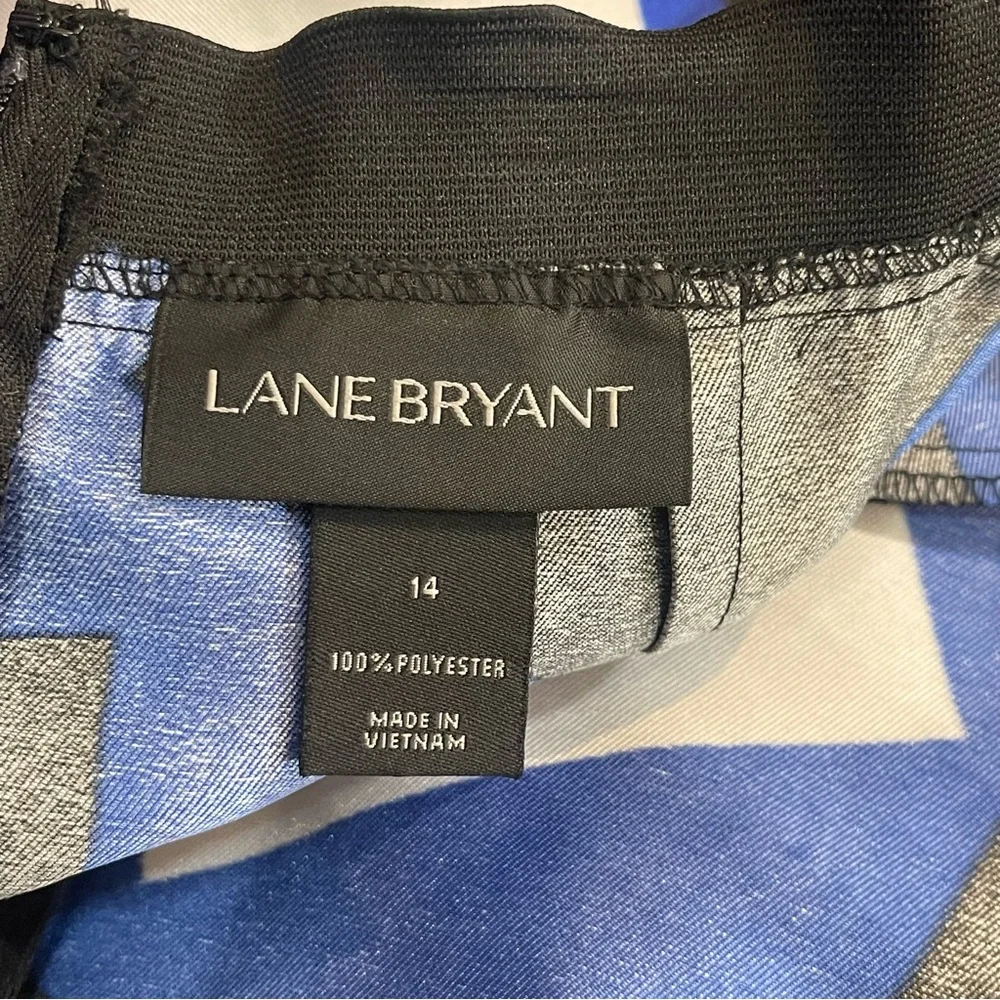 LANE BRYANT
14
100% POLYESTER
MADE IN
VIETNAM